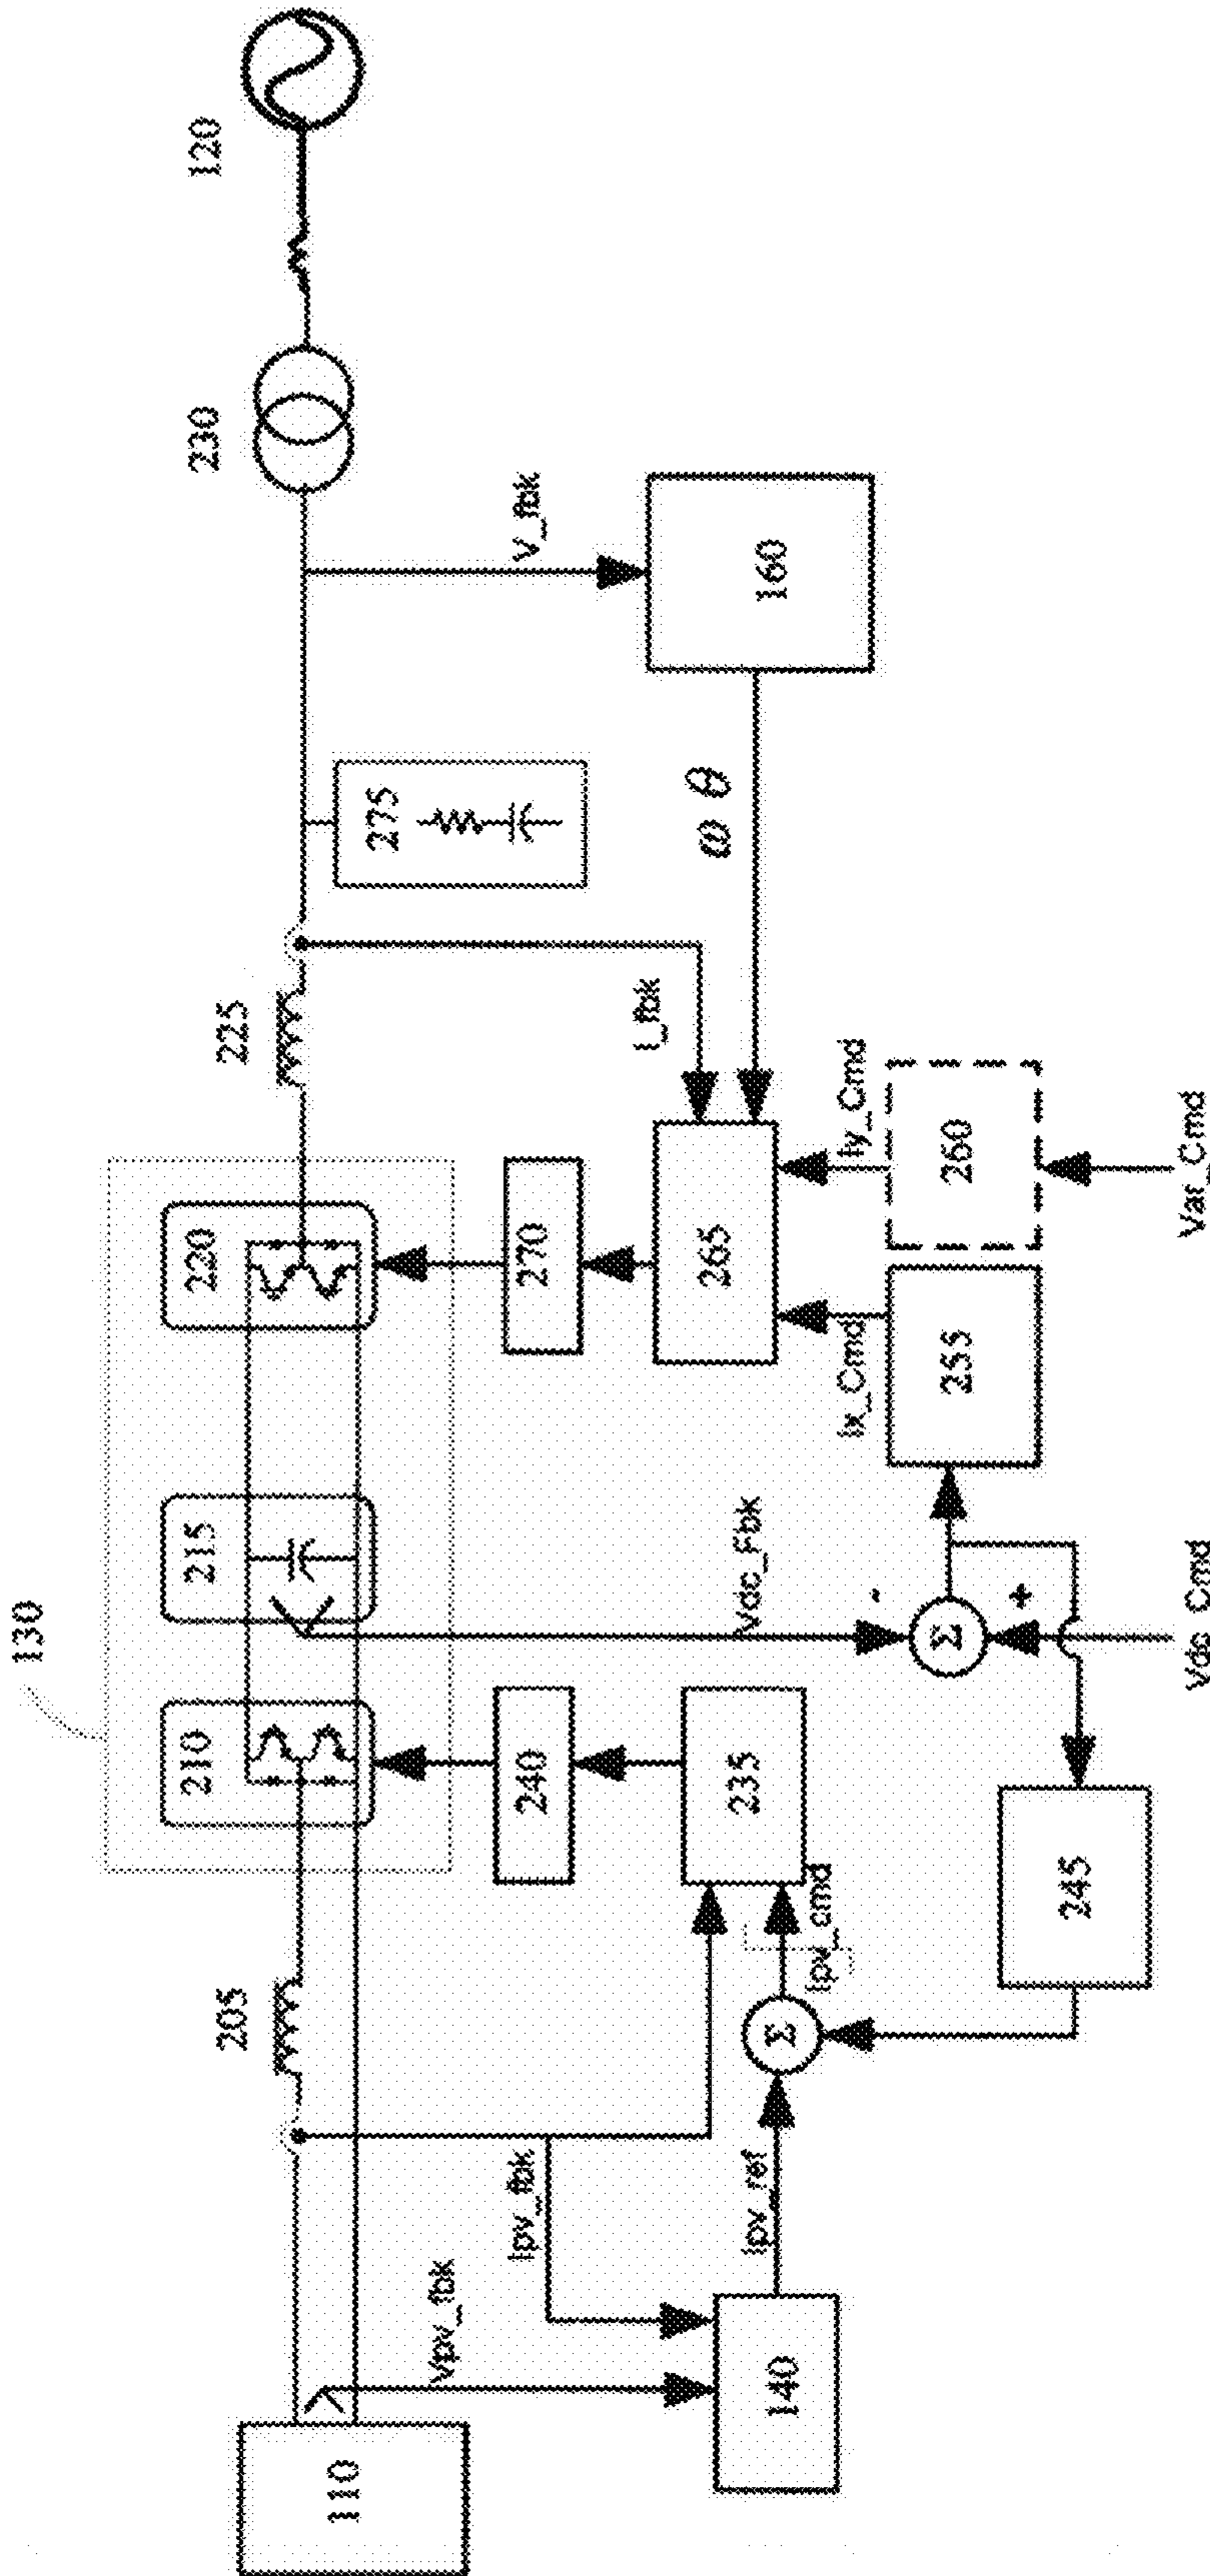 130
110
205
210
215
220
225
230
120
Vpv_fbk
Ipv_fbk
240
270
275
V_fbk
I_fbk
140
Ipv_ref
Σ
Ipv_cmd
235
Vdc_Fbk
265
ω θ
160
245
Σ
-
+
Ix_Cmd
Iy_Cmd
255
260
Vdc_Cmd
Var_Cmd